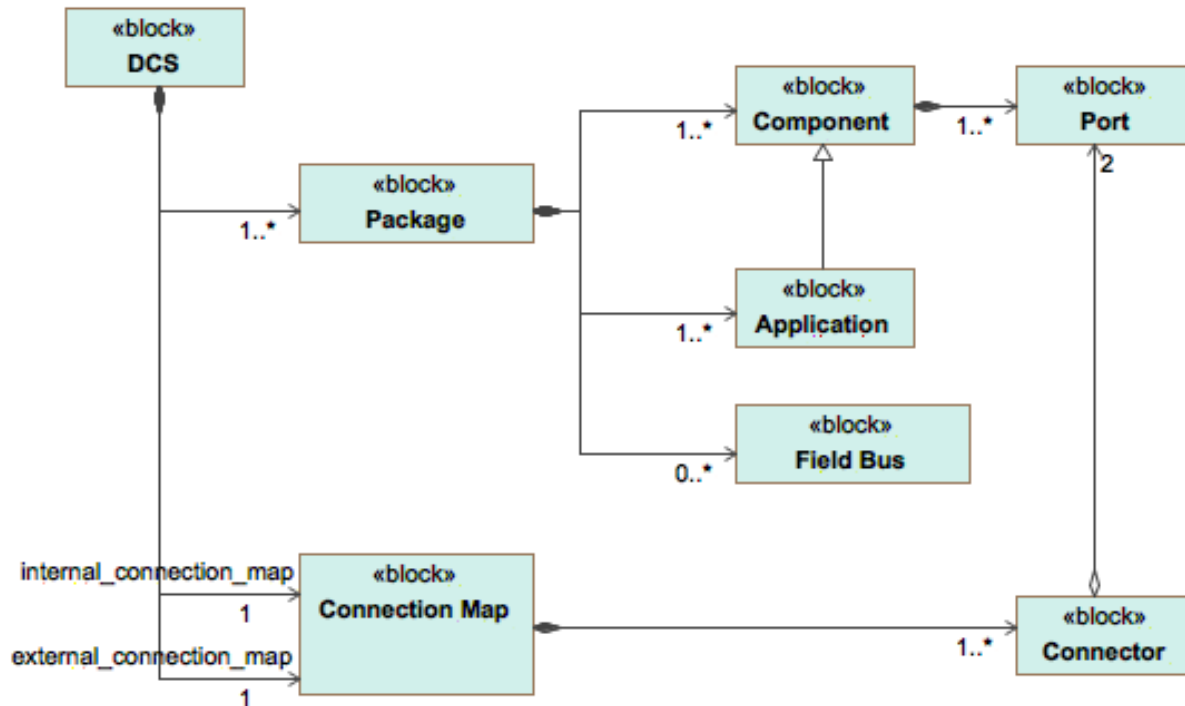 «block»
DCS
«block»
Component
1..*
«block»
Port
1..*
2
«block»
Package
1..*
«block»
Application
1..*
«block»
Field Bus
0..*
internal_connection_map
1
«block»
Connection Map
external_connection_map
1
«block»
Connector
1..*